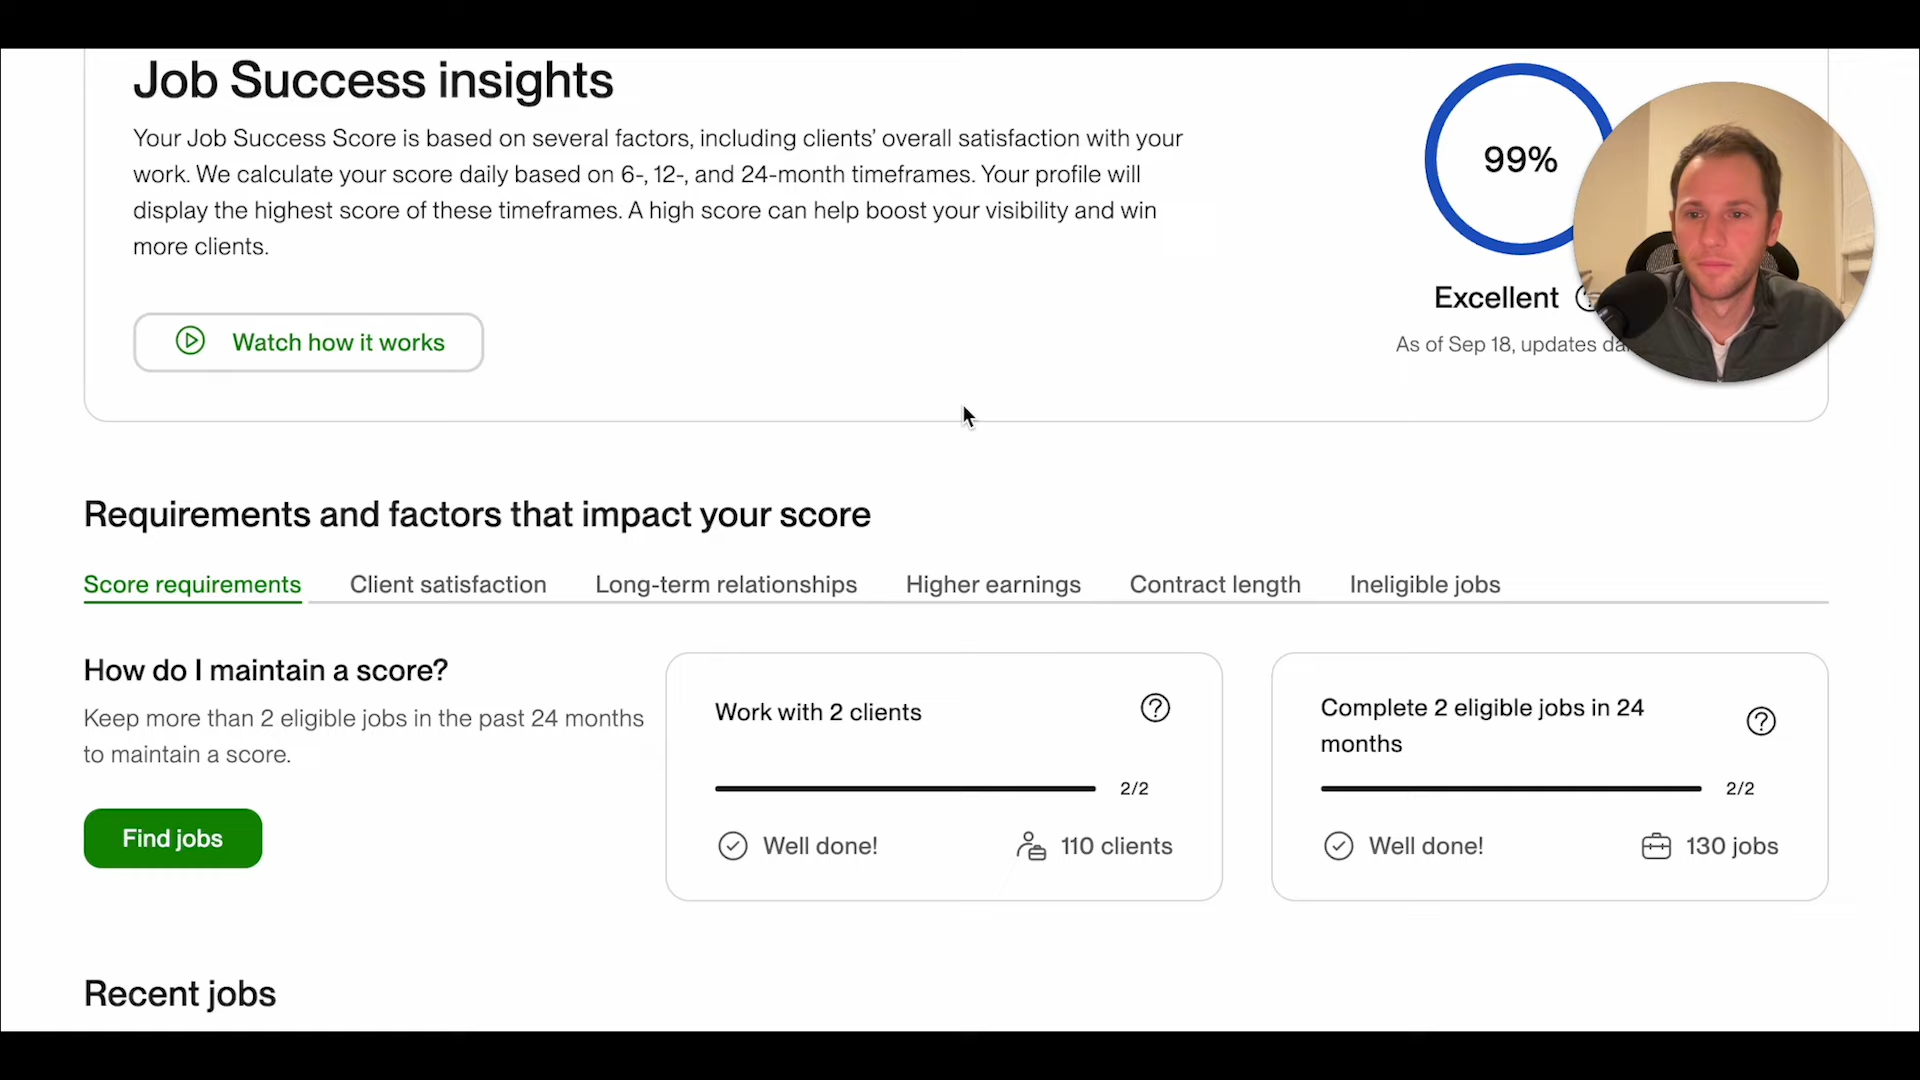 Job Success insights
Your Job Success Score is based on several factors, including clients’ overall satisfaction with your
work. We calculate your score daily based on 6-, 12-, and 24-month timeframes. Your profile will
display the highest score of these timeframes. A high score can help boost your visibility and win
more clients.
Watch how it works
99%
Excellent
As of Sep 18, updates
Requirements and factors that impact your score
Score requirements
Client satisfaction
Long-term relationships
Higher earnings
Contract length
Ineligible jobs
How do I maintain a score?
Keep more than 2 eligible jobs in the past 24 months
to maintain a score.
Find jobs
Work with 2 clients
2/2
Well done!
110 clients
Complete 2 eligible jobs in 24
months
2/2
Well done!
130 jobs
Recent jobs